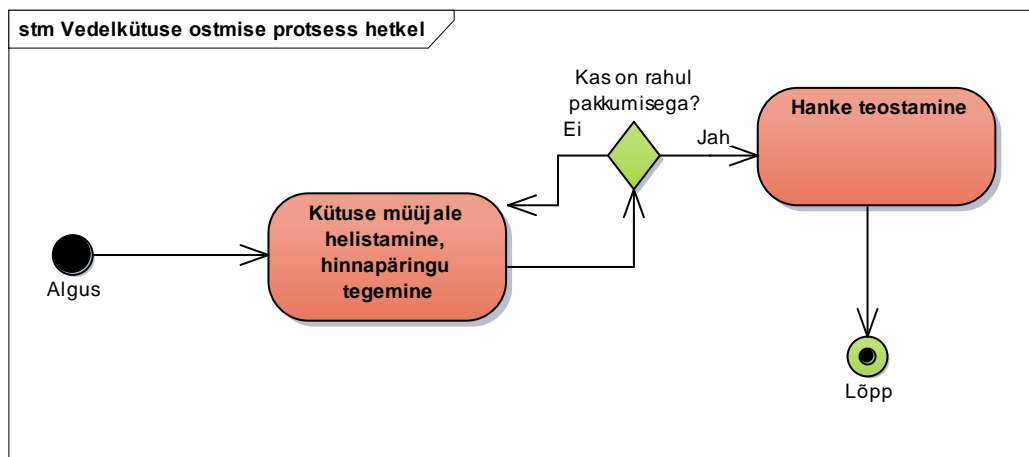 stm Vedelkütuse ostmise protsess hetkel
Kas on rahul
pakkumisega?
Ei
Jah
Hanke teostamine
Kütuse müüjale
helistamine,
hinnapäringu
tegemine
Algus
Lõpp